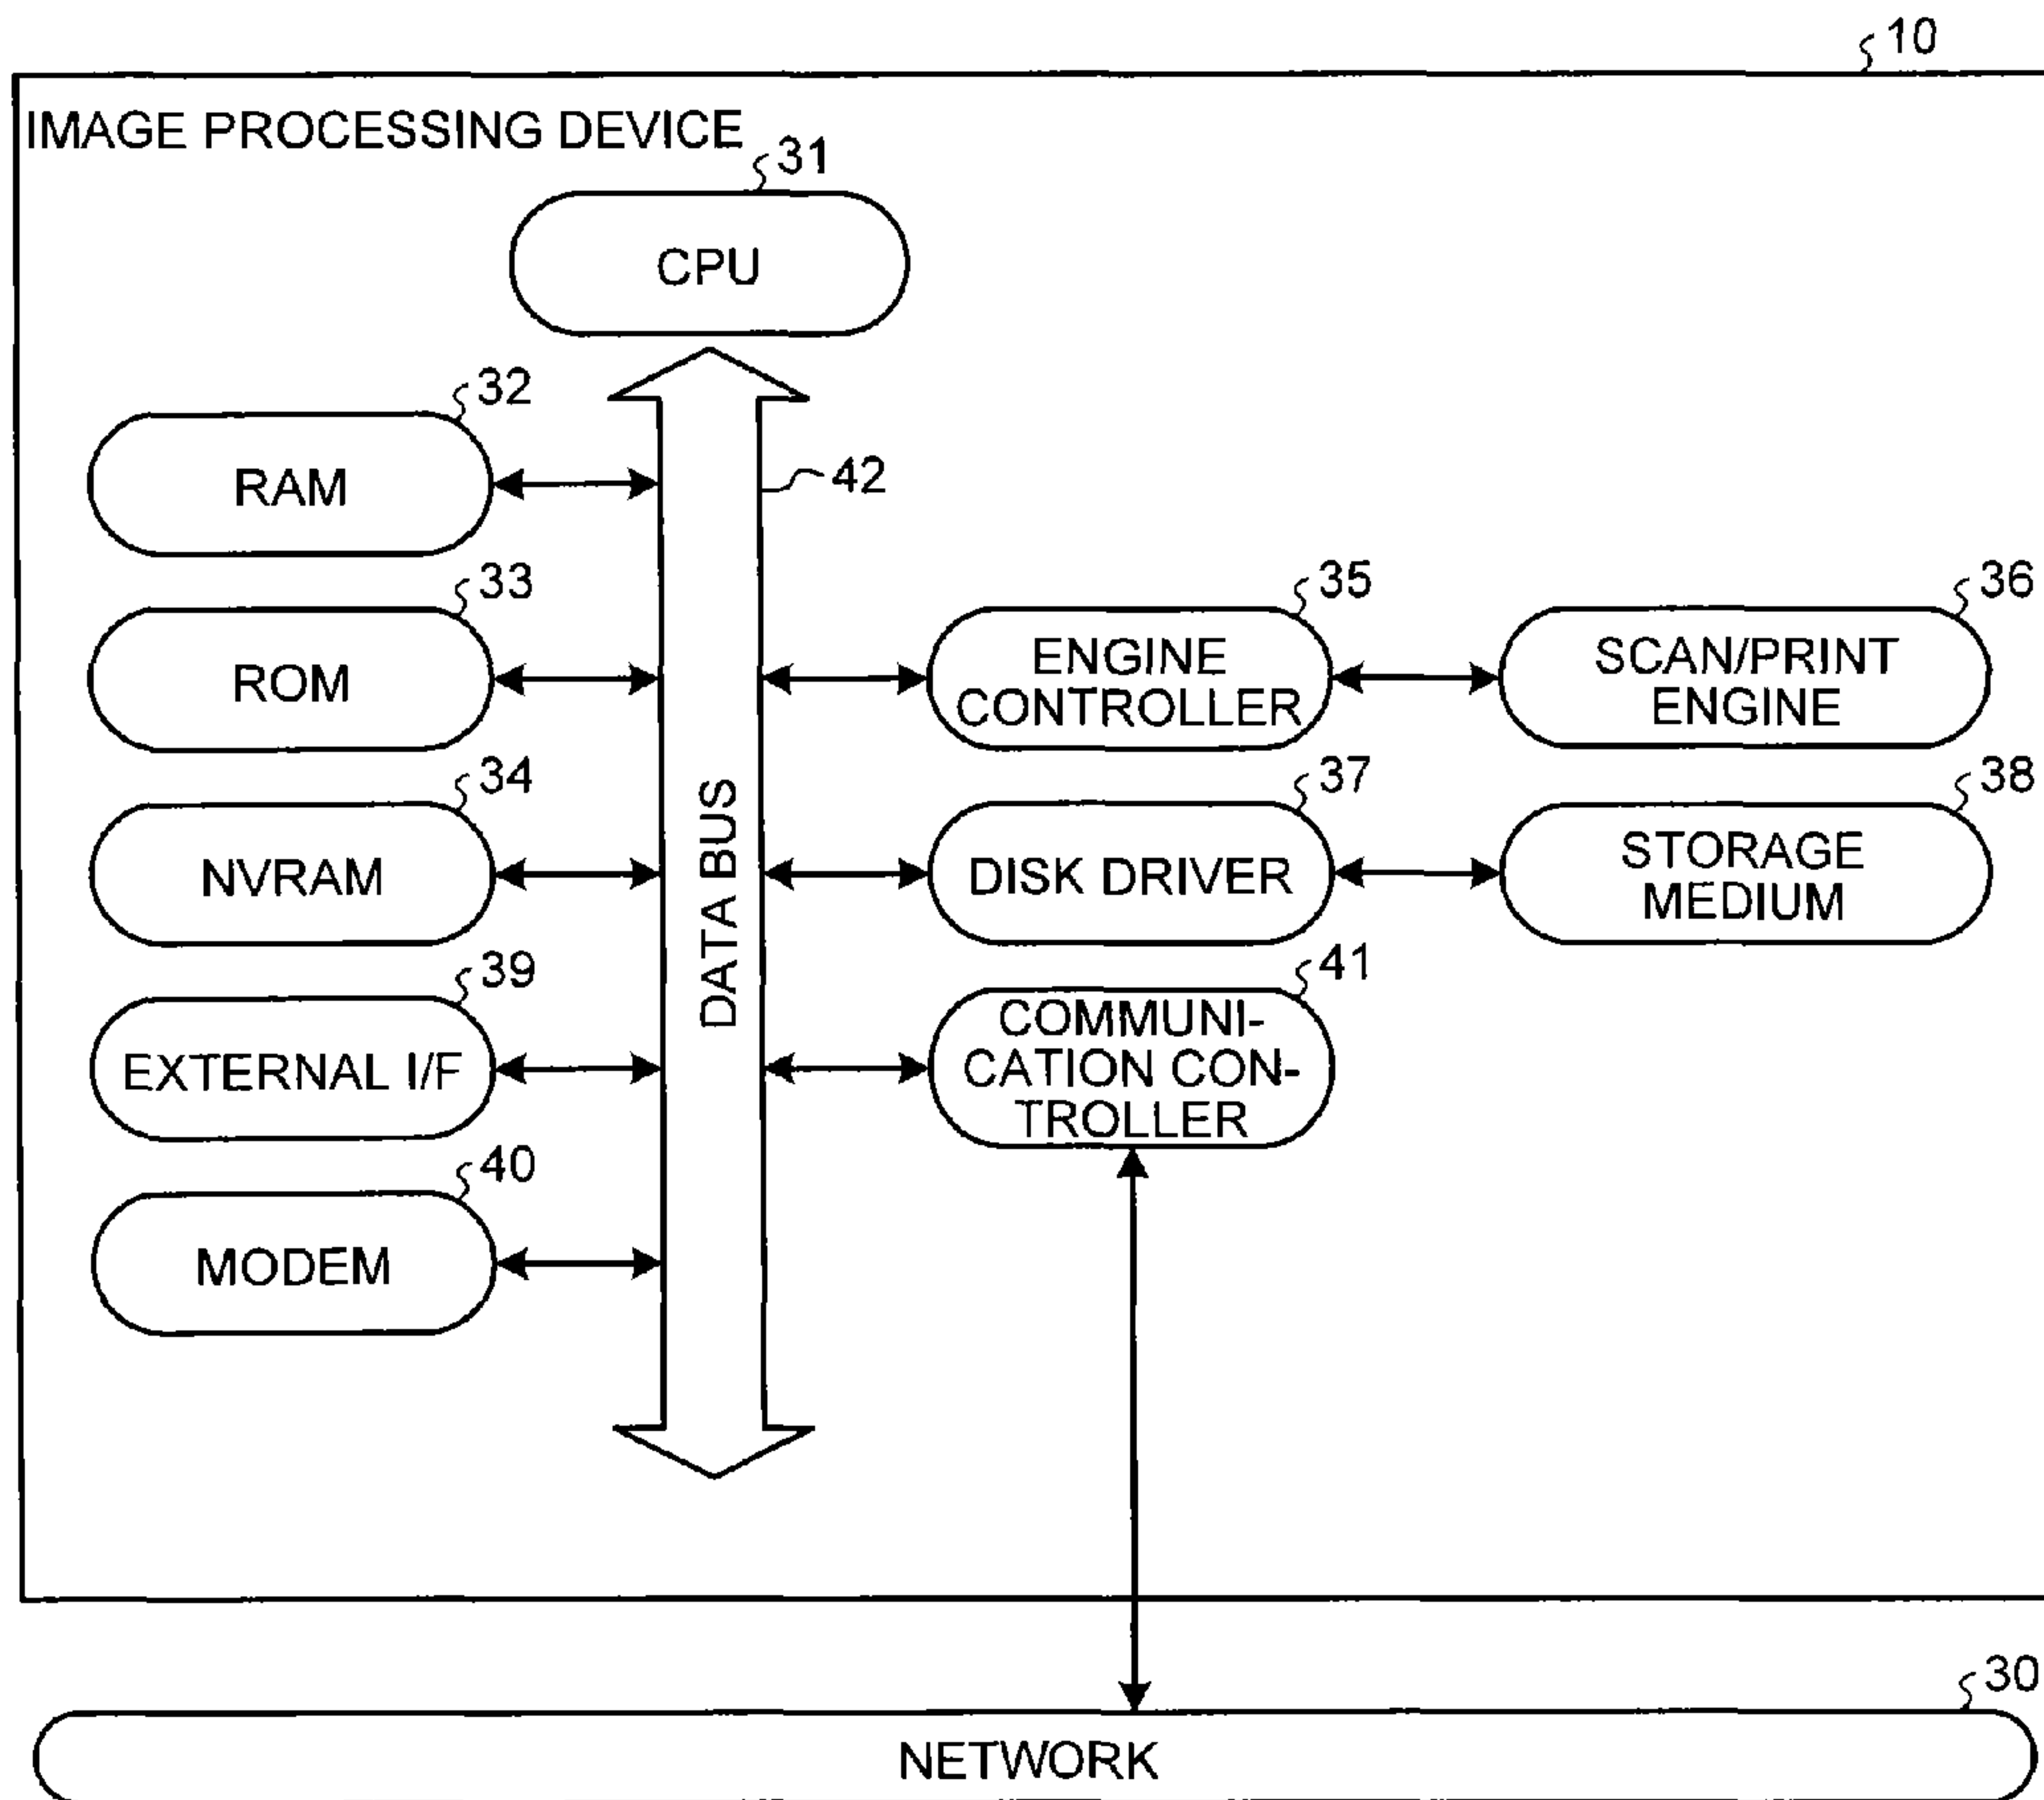 10
IMAGE PROCESSING DEVICE
31
CPU
32
RAM
42
33
ROM
35
ENGINE
CONTROLLER
36
SCAN/PRINT
ENGINE
34
NVRAM
DATA BUS
37
DISK DRIVER
38
STORAGE
MEDIUM
39
EXTERNAL I/F
41
COMMUNI-
CATION CON-
TROLLER
40
MODEM
30
NETWORK